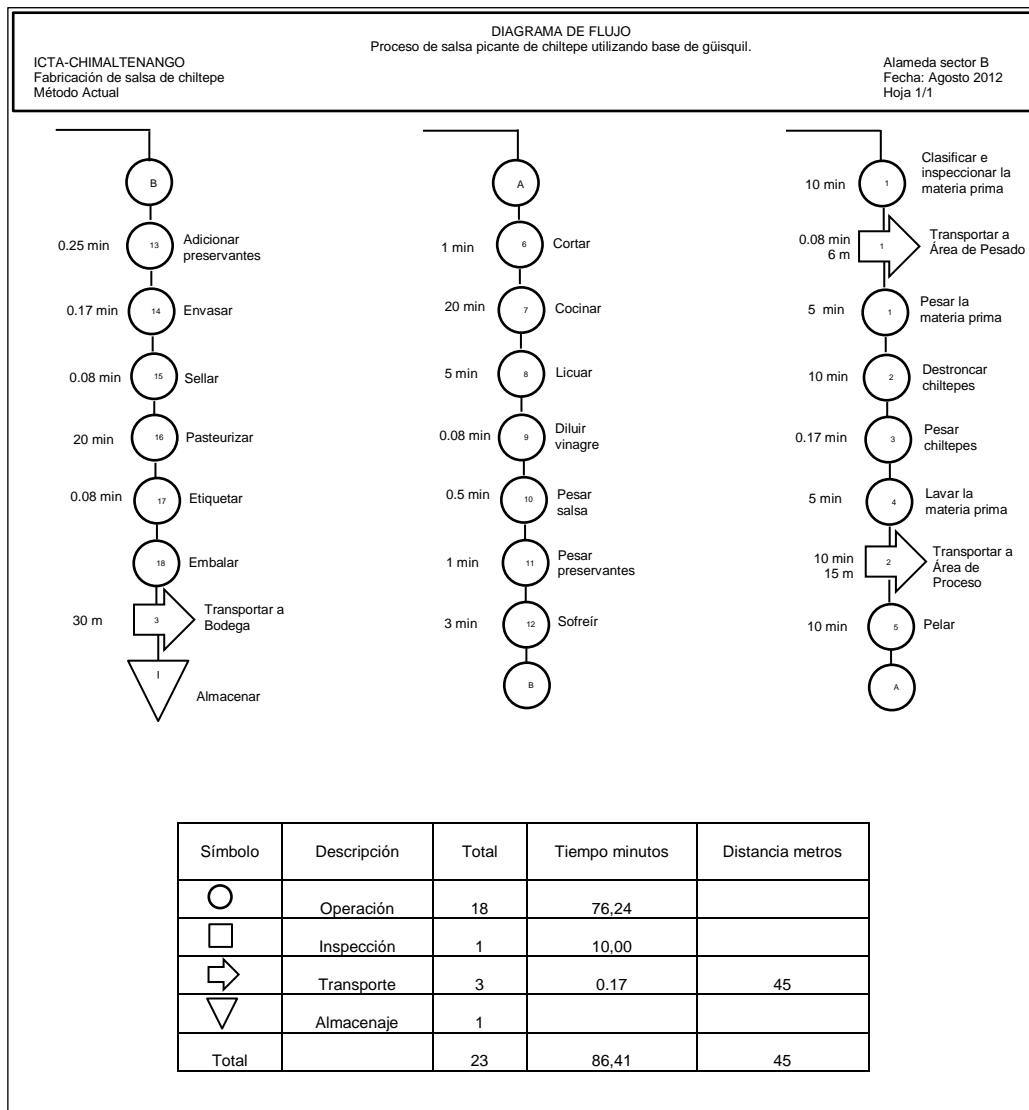 DIAGRAMA DE FLUJO
Proceso de salsa picante de chiltepe utilizando base de güisquil.
ICTA-CHIMALTENANGO
Fabricación de salsa de chiltepe
Método Actual
Alameda sector B
Fecha: Agosto 2012
Hoja 1/1
B
0.25 min 13 Adicionar
preservantes
0.17 min 14 Envasar
0.08 min 15 Sellar
20 min 16 Pasteurizar
0.08 min 17 Etiquetar
18 Embalar
30 m 3 Transportar a
Bodega
I
Almacenar
A
1 min 6 Cortar
20 min 7 Cocinar
5 min 8 Licuar
0.08 min 9 Diluir
vinagre
0.5 min 10 Pesar
salsa
1 min 11 Pesar
preservantes
3 min 12 Sofreír
B
Clasificar e
10 min 1 inspeccionar la
materia prima
0.08 min 1 Transportar a
6 m Área de Pesado
5 min 1 Pesar la
materia prima
10 min 2 Destroncar
chiltepes
0.17 min 3 Pesar
chiltepes
5 min 4 Lavar la
materia prima
10 min 2 Transportar a
15 m Área de
Proceso
10 min 5 Pelar
A
Símbolo Descripción Total Tiempo minutos Distancia metros
Operación 18 76,24
Inspección 1 10,00
Transporte 3 0.17 45
Almacenaje 1
Total 23 86,41 45